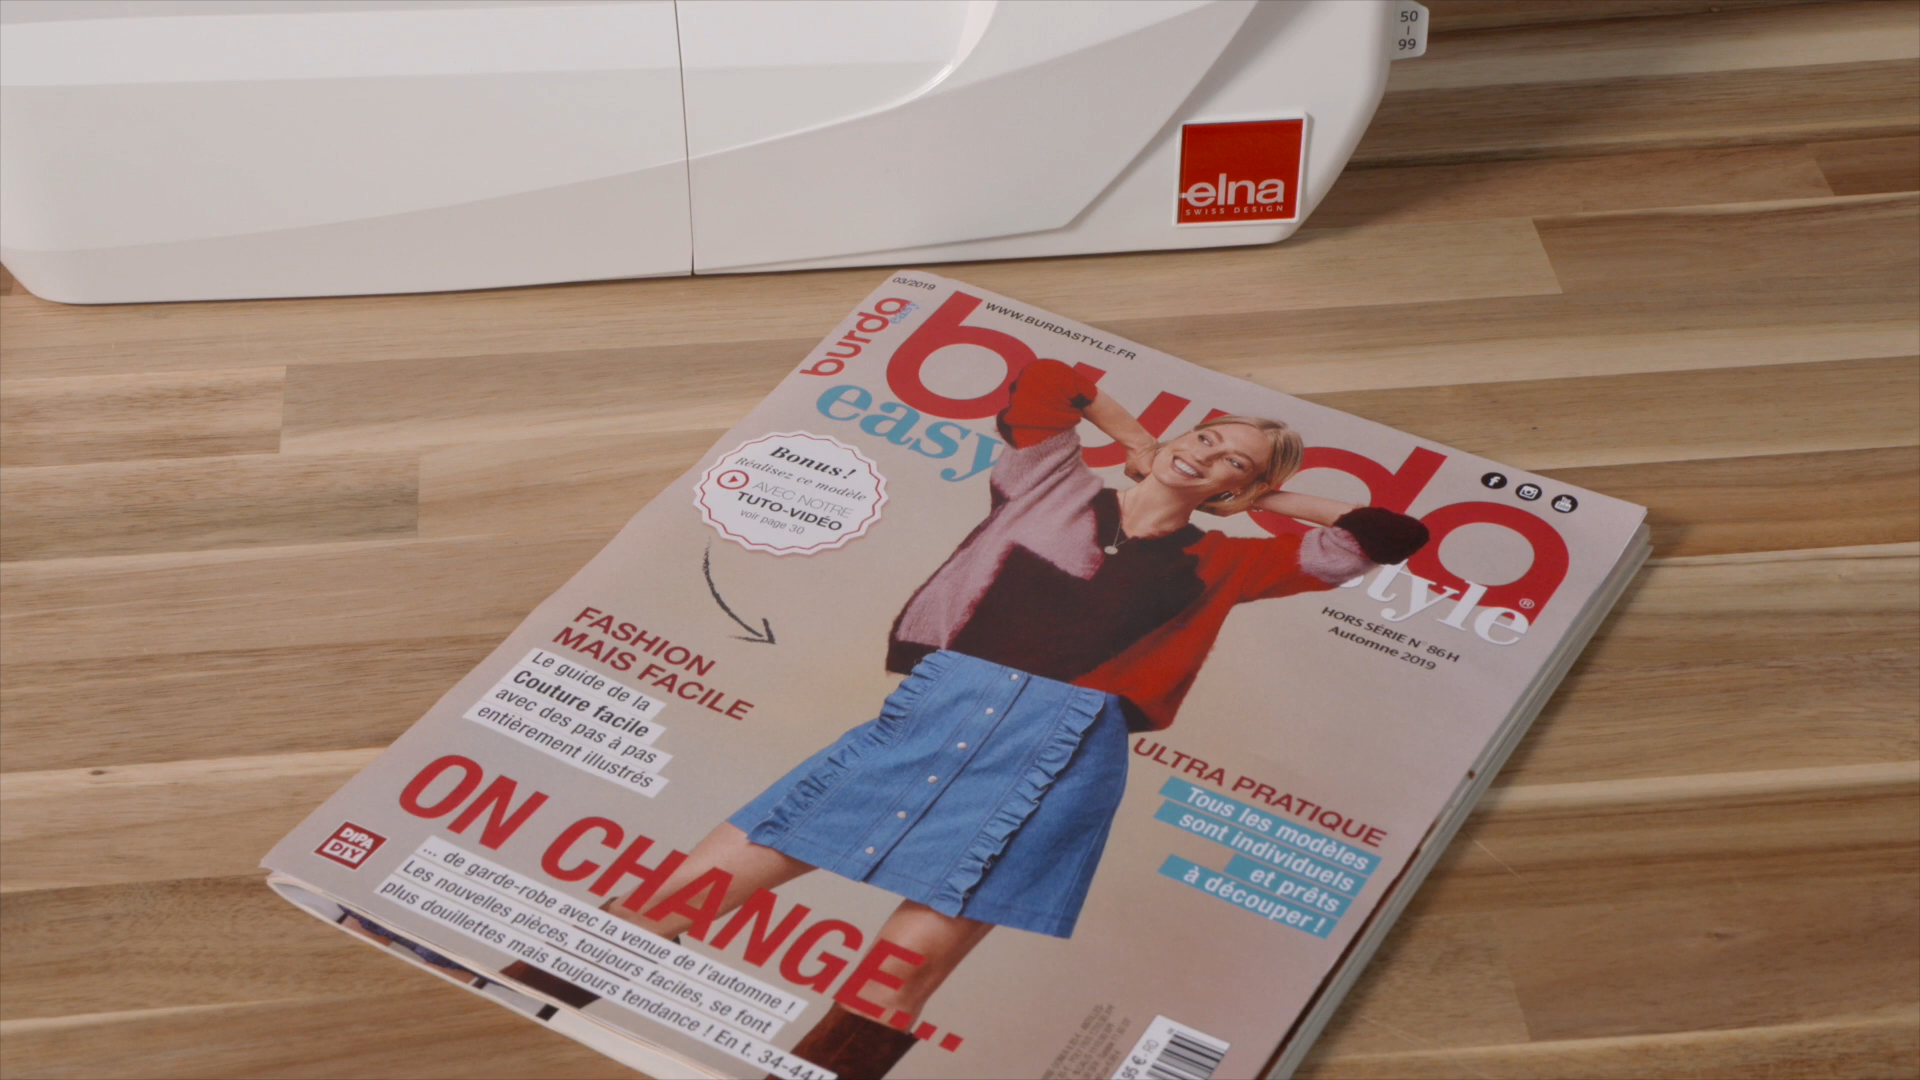 50
99
elna
SWISS DESIGN
03/2019
burda
easy
WWW.BURDASTYLE.FR
burda
easy
style®
HORS SÉRIE N° 86H
Automne 2019
Bonus !
Réalisez ce modèle
AVEC NOTRE
TUTO-VIDÉO
voir page 30
FASHION
MAIS FACILE
Le guide de la
Couture facile
avec des pas à pas
entièrement illustrés
ULTRA PRATIQUE
Tous les modèles
sont individuels
et prêts
à découper !
ON CHANGE...
... de garde-robe avec la venue de l'automne !
Les nouvelles pièces, toujours faciles, se font
plus douillettes mais toujours tendance ! En t. 34-44 !
DIPA
DIY
95 € RD